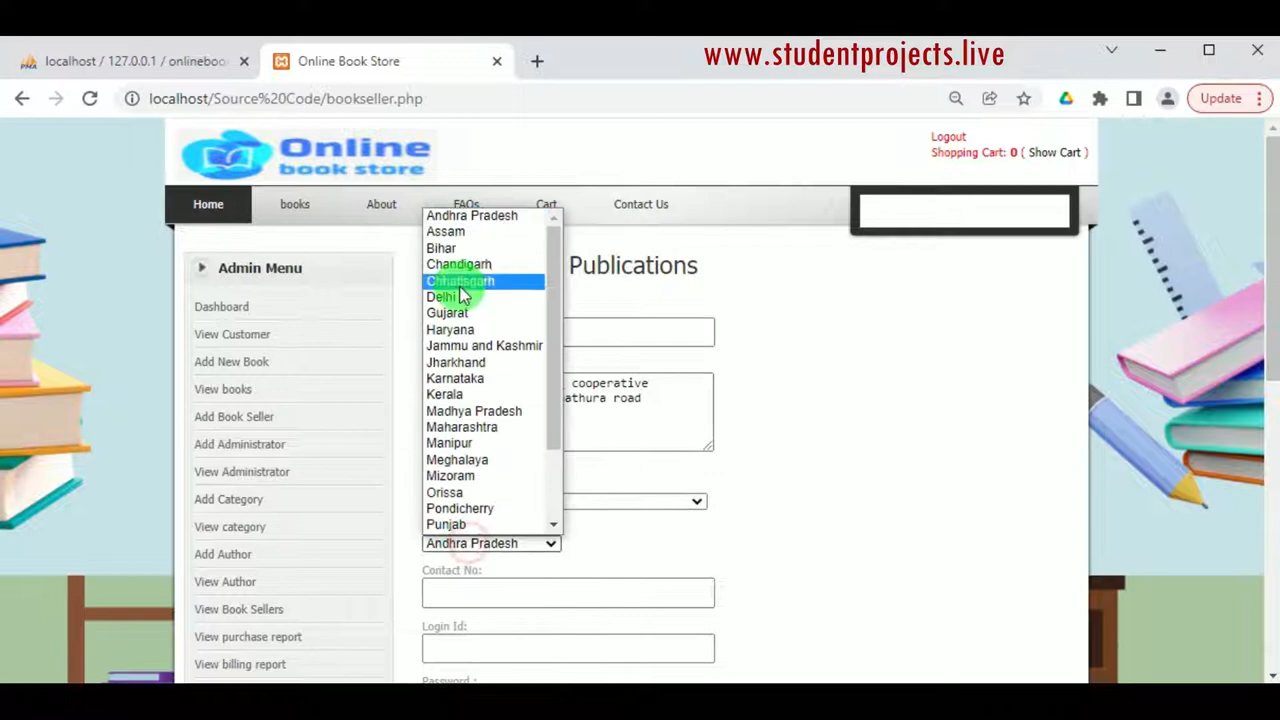 www.studentprojects.live
localhost / 127.0.0.1 / onlineboo
Online Book Store
localhost/Source%20Code/bookseller.php
Update
Online
book store
Logout
Shopping Cart: 0 ( Show Cart )
Home
books
About
FAQs
Cart
Contact Us
Admin Menu
Dashboard
View Customer
Add New Book
View books
Add Book Seller
Add Administrator
View Administrator
Add Category
View category
Add Author
View Author
View Book Sellers
View purchase report
View billing report
Publications
cooperative
road
Andhra Pradesh
Assam
Bihar
Chandigarh
Chhatisgarh
Delhi
Gujarat
Haryana
Jammu and Kashmir
Jharkhand
Karnataka
Kerala
Madhya Pradesh
Maharashtra
Manipur
Meghalaya
Mizoram
Orissa
Pondicherry
Punjab
Andhra Pradesh
Contact No:
Login Id:
Password :